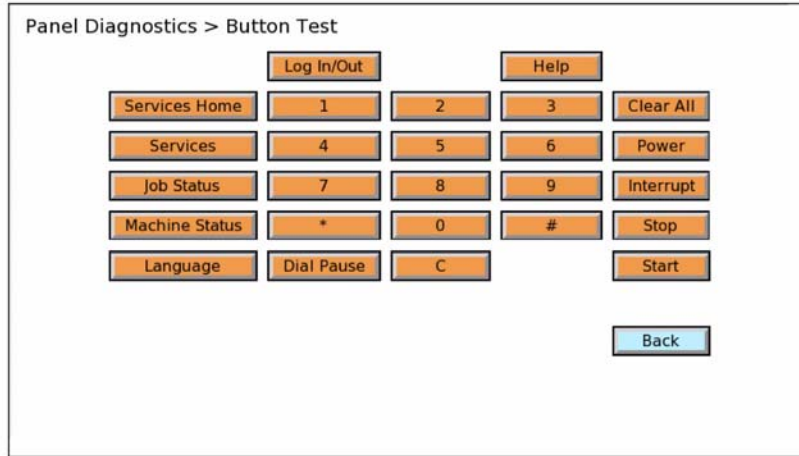 Panel Diagnostics > Button Test
Log In/Out Help
Services Home 1 2 3 Clear All
Services 4 5 6 Power
Job Status 7 8 9 Interrupt
Machine Status * 0 # Stop
Language Dial Pause C Start
Back